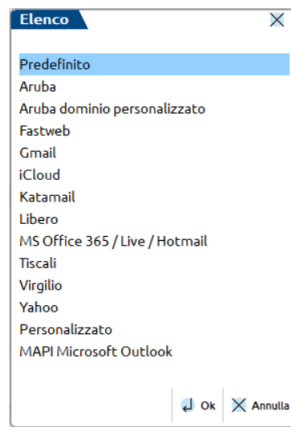 Elenco
Predefinito
Aruba
Aruba dominio personalizzato
Fastweb
Gmail
iCloud
Katamail
Libero
MS Office 365 / Live / Hotmail
Tiscali
Virgilio
Yahoo
Personalizzato
MAPI Microsoft Outlook
Ok Annulla